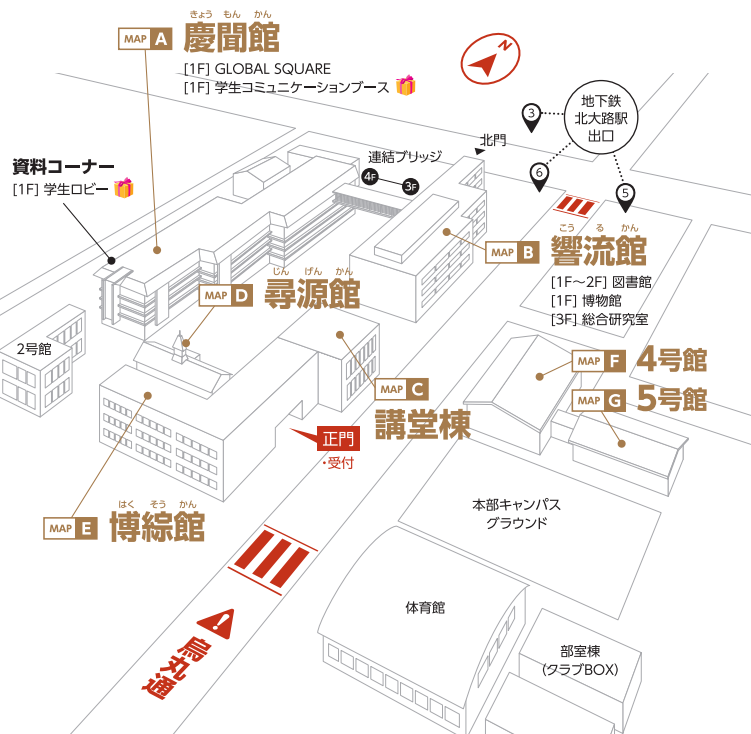 きょう もん かん
MAP A 慶聞館
[1F] GLOBAL SQUARE
[1F] 学生コミュニケーションブース
N
地下鉄
北大路駅
出口
3
6
5
北門
連結ブリッジ
4F
3F
資料コーナー
[1F] 学生ロビー
こう る かん
MAP B 響流館
[1F〜2F] 図書館
[1F] 博物館
[3F] 総合研究室
じん げん かん
MAP D 尋源館
2号館
MAP F 4号館
MAP G 5号館
MAP C
講堂棟
正門
・受付
はく そう かん
MAP E 博綜館
本部キャンパス
グラウンド
体育館
部室棟
(クラブBOX)
烏丸通